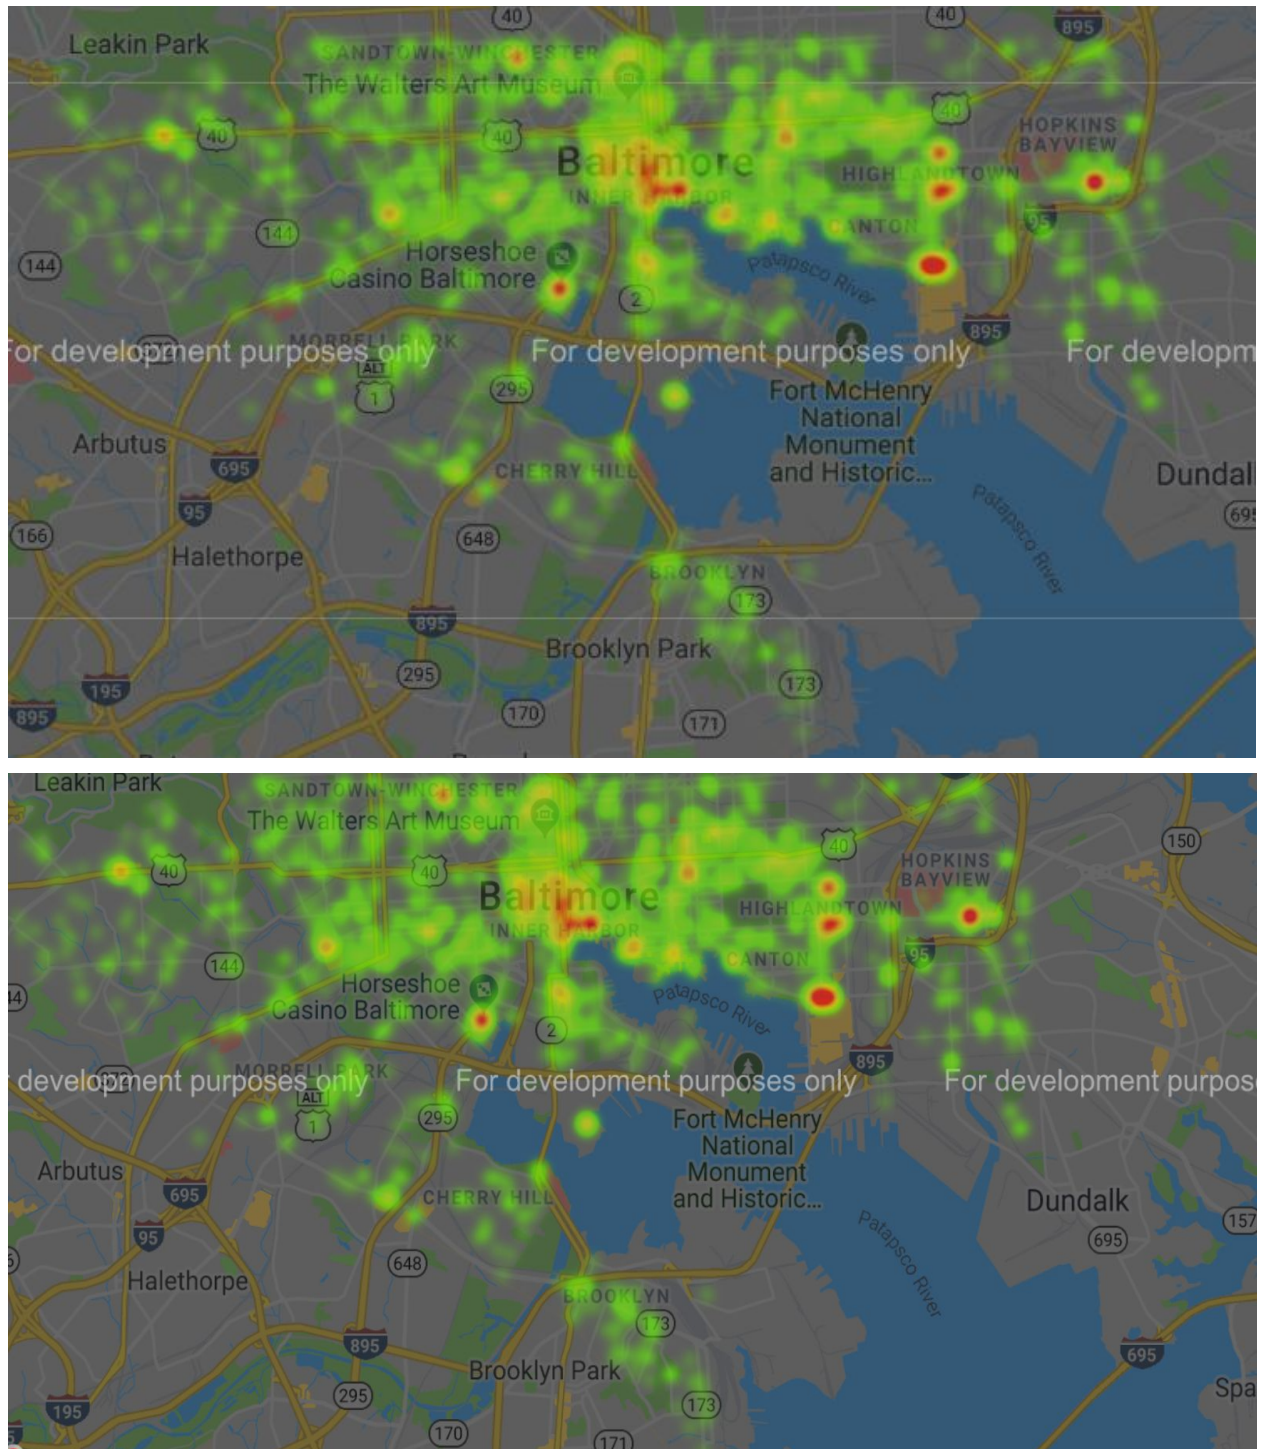 40
40
895
Leakin Park
SANDTOWN-WINCHESTER
The Walters Art Museum
40
40
40
HOPKINS
BAYVIEW
Baltimore
HIGHLANDTOWN
INNER HARBOR
95
144
CANTON
144
Horseshoe
Casino Baltimore
Patapsco River
2
895
MORRELL PARK
For development purposes only
For development purposes only
For developm
ALT
1
295
Fort McHenry
National
Monument
and Historic...
Arbutus
695
CHERRY HILL
Dundal
95
Patapsco River
695
166
648
Halethorpe
BROOKLYN
173
895
Brooklyn Park
295
173
195
895
170
171
Leakin Park
SANDTOWN-WINCHESTER
The Walters Art Museum
150
40
40
40
HOPKINS
BAYVIEW
Baltimore
HIGHLANDTOWN
INNER HARBOR
95
CANTON
144
44
Horseshoe
Casino Baltimore
Patapsco River
2
895
MORRELL PARK
development purposes only
For development purposes only
For development purpos
ALT
1
295
Fort McHenry
National
Monument
and Historic...
Arbutus
695
CHERRY HILL
Dundalk
157
695
95
Patapsco River
648
Halethorpe
BROOKLYN
173
895
695
Brooklyn Park
295
173
Spa
195
170
171